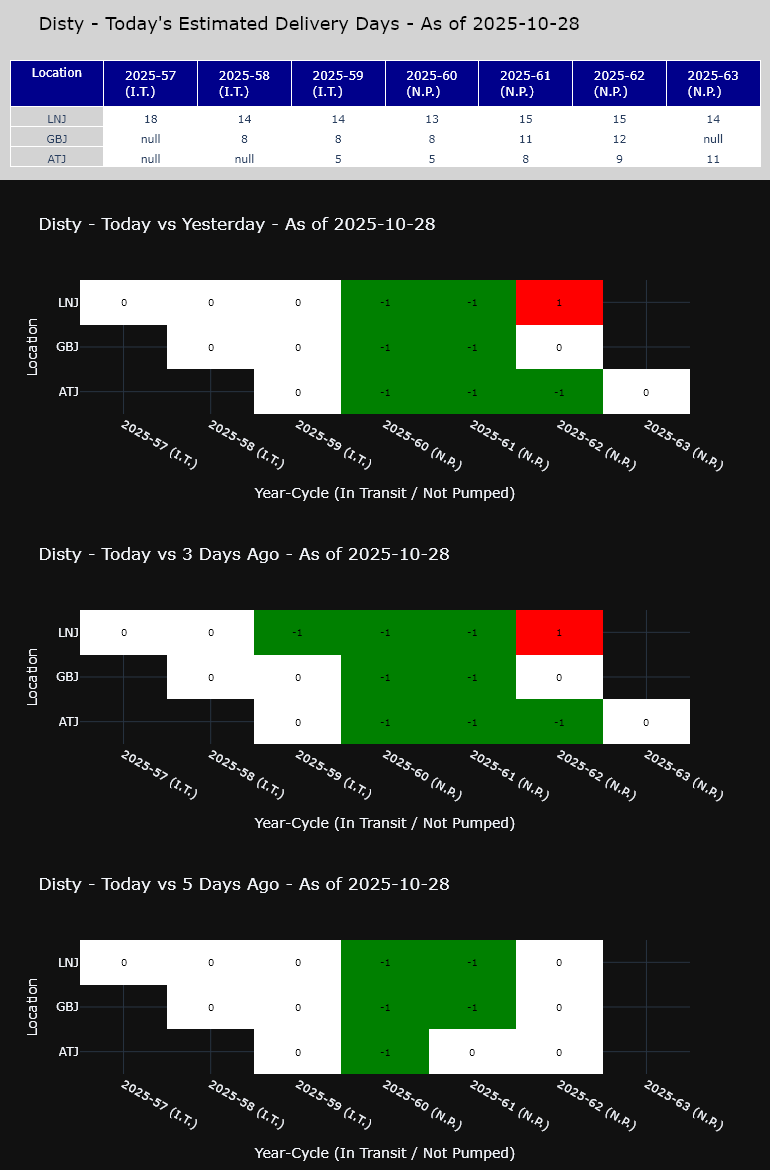 Disty - Today's Estimated Delivery Days - As of 2025-10-28
Location 2025-57 (I.T.) 2025-58 (I.T.) 2025-59 (I.T.) 2025-60 (N.P.) 2025-61 (N.P.) 2025-62 (N.P.) 2025-63 (N.P.)
LNJ 18 14 14 13 15 15 14
GBJ null 8 8 8 11 12 null
ATJ null null 5 5 8 9 11
Disty - Today vs Yesterday - As of 2025-10-28
Location
LNJ 0 0 0 -1 -1 1
GBJ 0 0 -1 -1 0
ATJ 0 -1 -1 -1 0
2025-57 (I.T.) 2025-58 (I.T.) 2025-59 (I.T.) 2025-60 (N.P.) 2025-61 (N.P.) 2025-62 (N.P.) 2025-63 (N.P.)
Year-Cycle (In Transit / Not Pumped)
Disty - Today vs 3 Days Ago - As of 2025-10-28
Location
LNJ 0 0 -1 -1 -1 1
GBJ 0 0 -1 -1 0
ATJ 0 -1 -1 -1 0
2025-57 (I.T.) 2025-58 (I.T.) 2025-59 (I.T.) 2025-60 (N.P.) 2025-61 (N.P.) 2025-62 (N.P.) 2025-63 (N.P.)
Year-Cycle (In Transit / Not Pumped)
Disty - Today vs 5 Days Ago - As of 2025-10-28
Location
LNJ 0 0 0 -1 -1 0
GBJ 0 0 -1 -1 0
ATJ 0 -1 0 0
2025-57 (I.T.) 2025-58 (I.T.) 2025-59 (I.T.) 2025-60 (N.P.) 2025-61 (N.P.) 2025-62 (N.P.) 2025-63 (N.P.)
Year-Cycle (In Transit / Not Pumped)